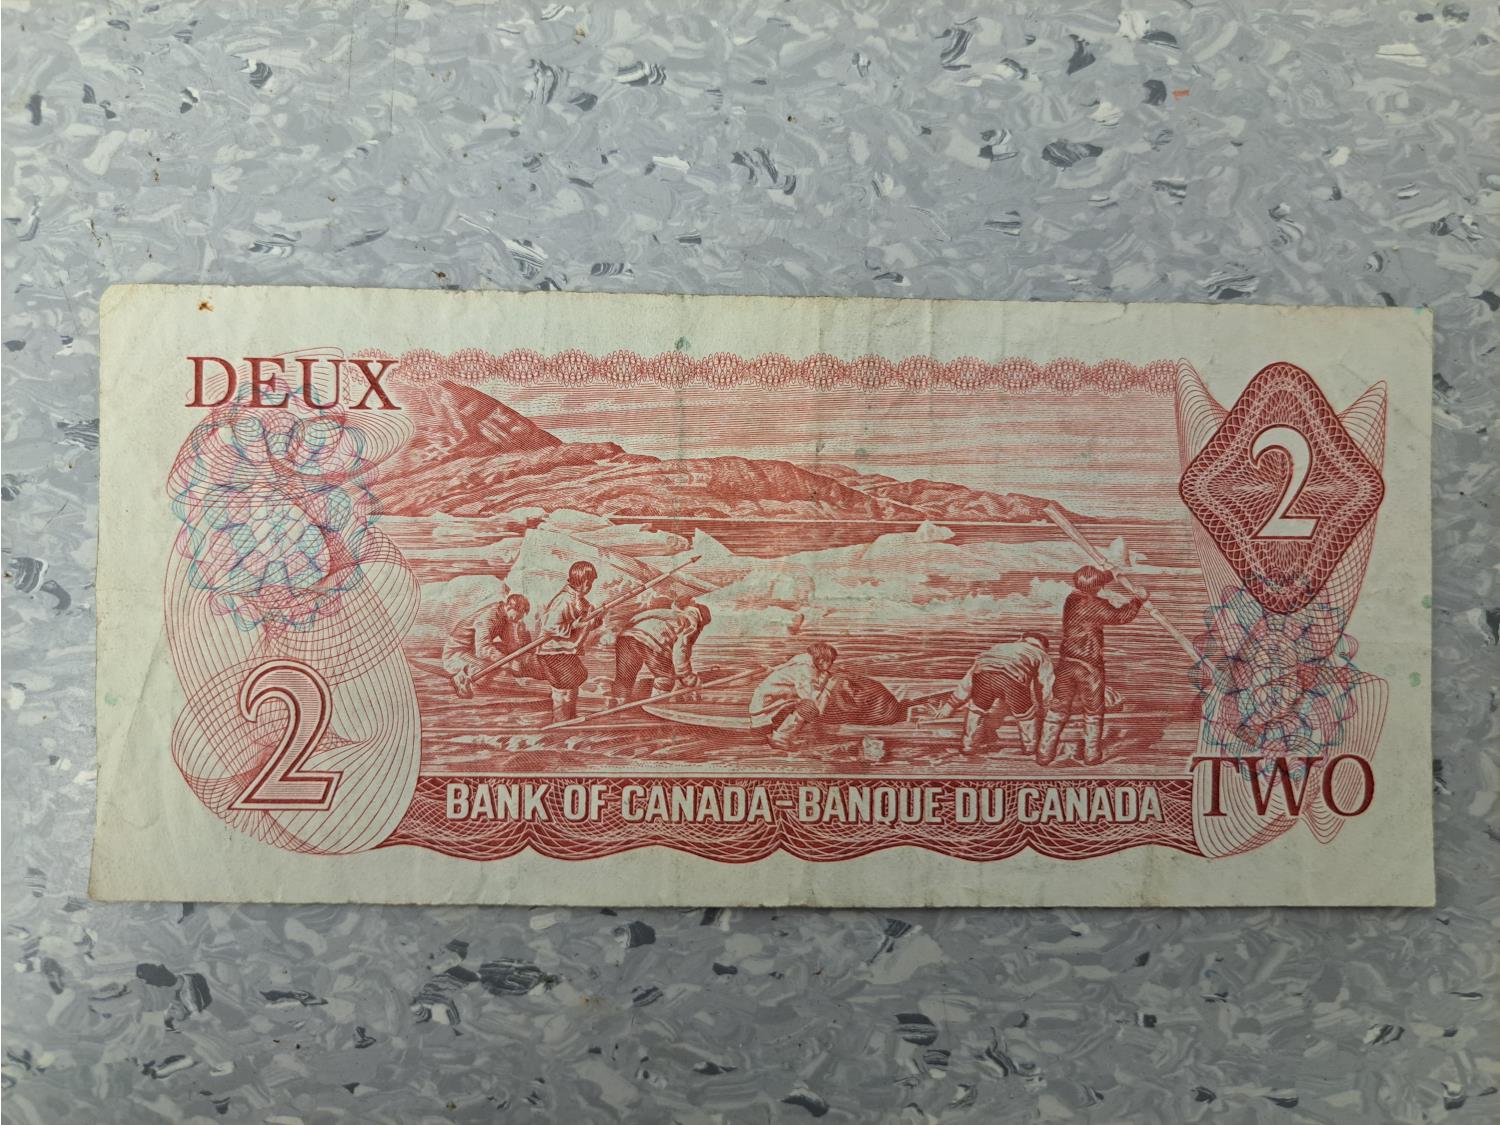 DEUX
2
2
BANK OF CANADA-BANQUE DU CANADA
TWO